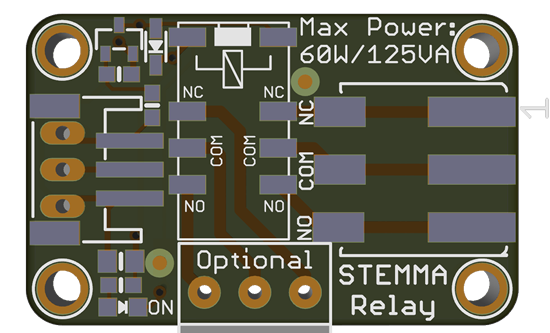 Max Power:
60W/125VA
NC
NC
NC
COM
COM
COM
NO
NO
NO
1
Optional
STEMMA
Relay
ON